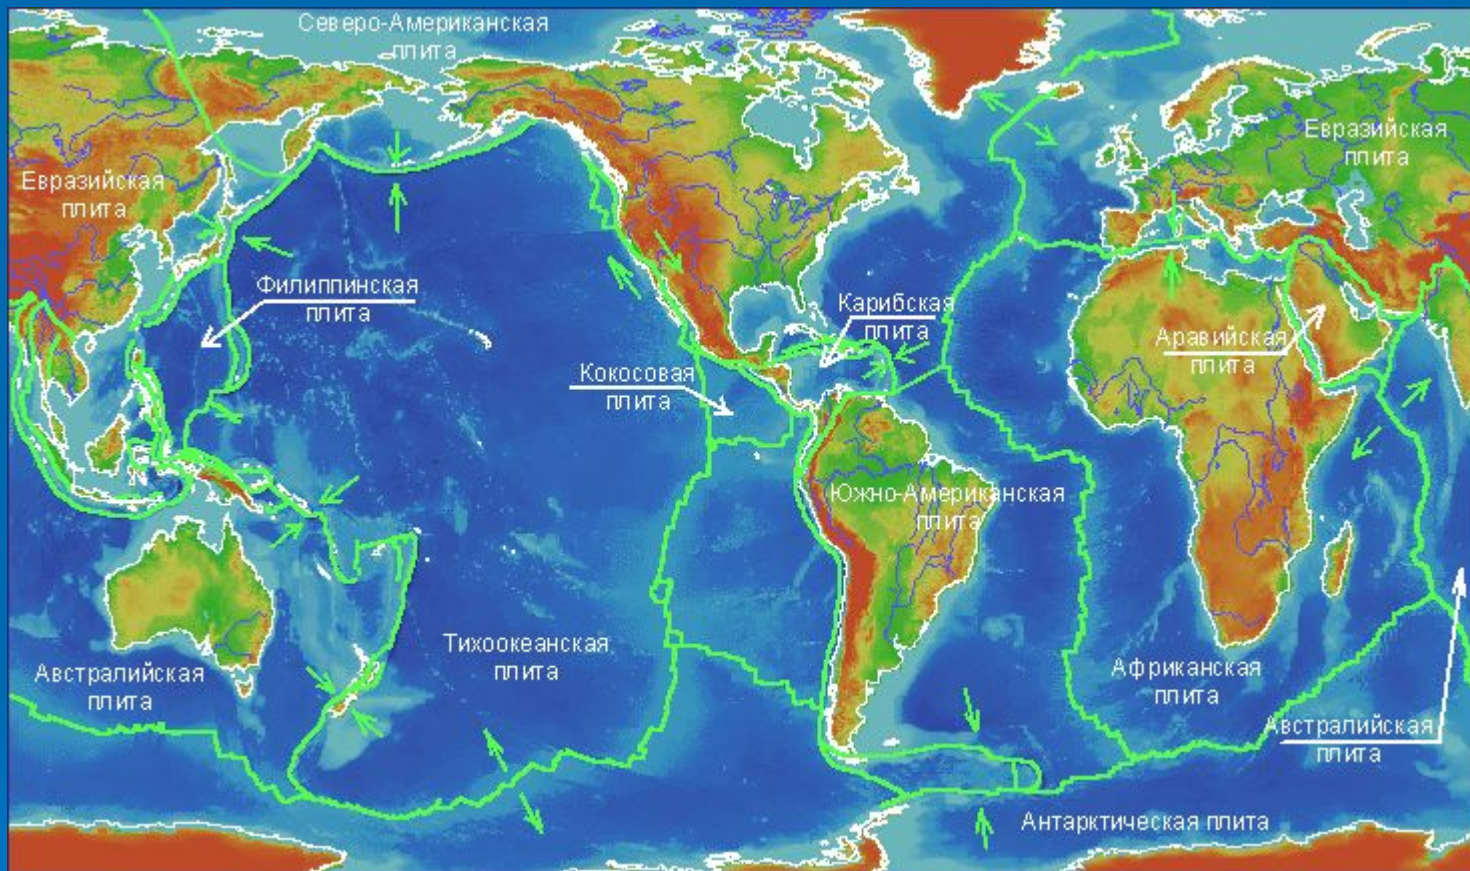 Северо-Американская
плита
Евразийская
плита
Евразийская
плита
Филиппинская
плита
Карибская
плита
Аравийская
плита
Кокосовая
плита
Южно-Американская
плита
Тихоокеанская
плита
Австралийская
плита
Африканская
плита
Австралийская
плита
Антарктическая плита